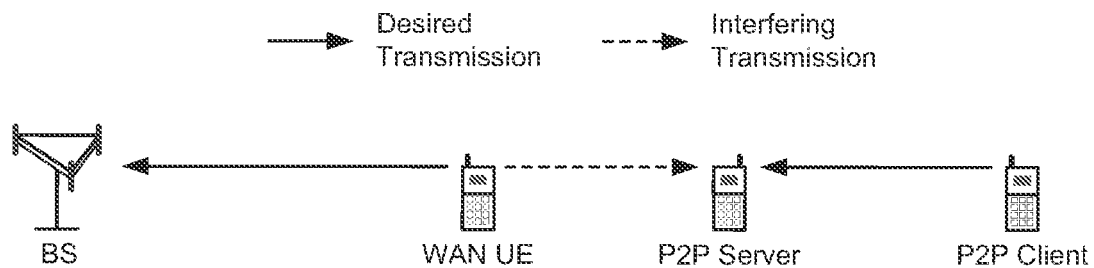 Desired
Transmission
Interfering
Transmission
BS
WAN UE
P2P Server
P2P Client